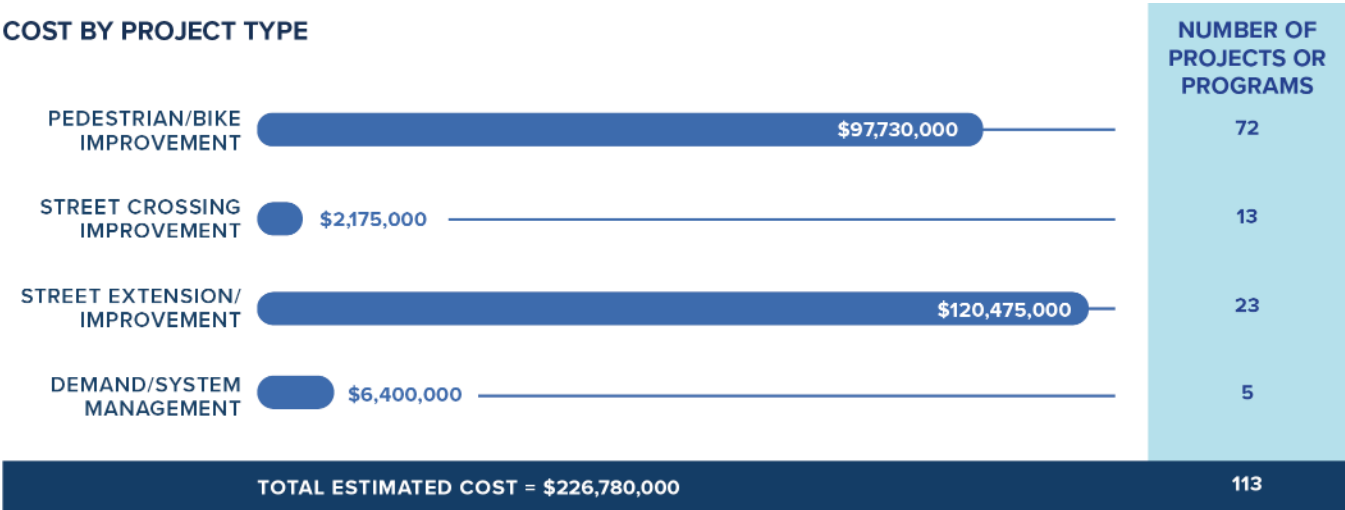 COST BY PROJECT TYPE
NUMBER OF
PROJECTS OR
PROGRAMS
PEDESTRIAN/BIKE
IMPROVEMENT
$97,730,000
72
STREET CROSSING
IMPROVEMENT
$2,175,000
13
STREET EXTENSION/
IMPROVEMENT
$120,475,000
23
DEMAND/SYSTEM
MANAGEMENT
$6,400,000
5
TOTAL ESTIMATED COST = $226,780,000
113